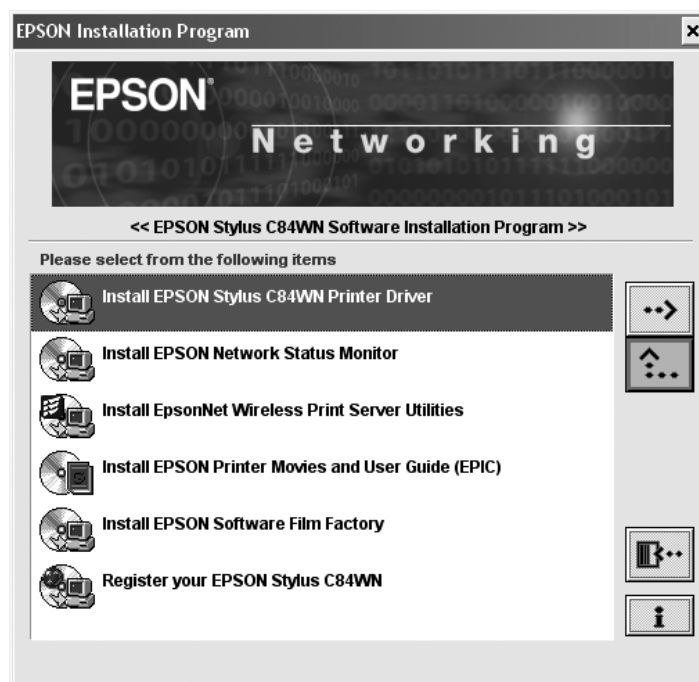 EPSON Installation Program
EPSON®
Networking
<< EPSON Stylus C84WN Software Installation Program >>
Please select from the following items
Install EPSON Stylus C84WN Printer Driver
Install EPSON Network Status Monitor
Install EpsonNet Wireless Print Server Utilities
Install EPSON Printer Movies and User Guide (EPIC)
Install EPSON Software Film Factory
Register your EPSON Stylus C84WN